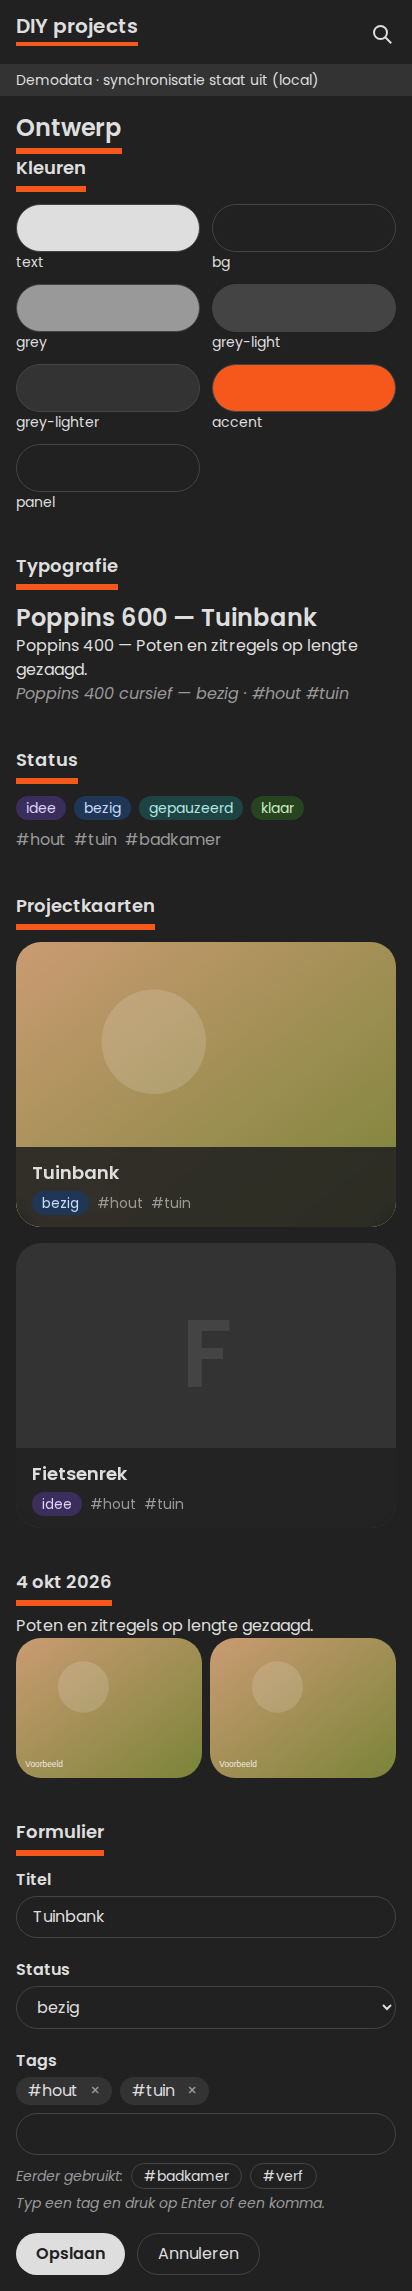 DIY projects
Demodata · synchronisatie staat uit (local)
Ontwerp
Kleuren
text
bg
grey
grey-light
grey-lighter
accent
panel
Typografie
Poppins 600 — Tuinbank
Poppins 400 — Poten en zitregels op lengte
gezaagd.
Poppins 400 cursief — bezig · #hout #tuin
Status
idee bezig gepauzeerd klaar
#hout #tuin #badkamer
Projectkaarten
Tuinbank
bezig #hout #tuin
F
Fietsenrek
idee #hout #tuin
4 okt 2026
Poten en zitregels op lengte gezaagd.
Voorbeeld
Voorbeeld
Formulier
Titel
Tuinbank
Status
bezig
Tags
#hout × #tuin ×
Eerder gebruikt: #badkamer #verf
Typ een tag en druk op Enter of een komma.
Opslaan Annuleren